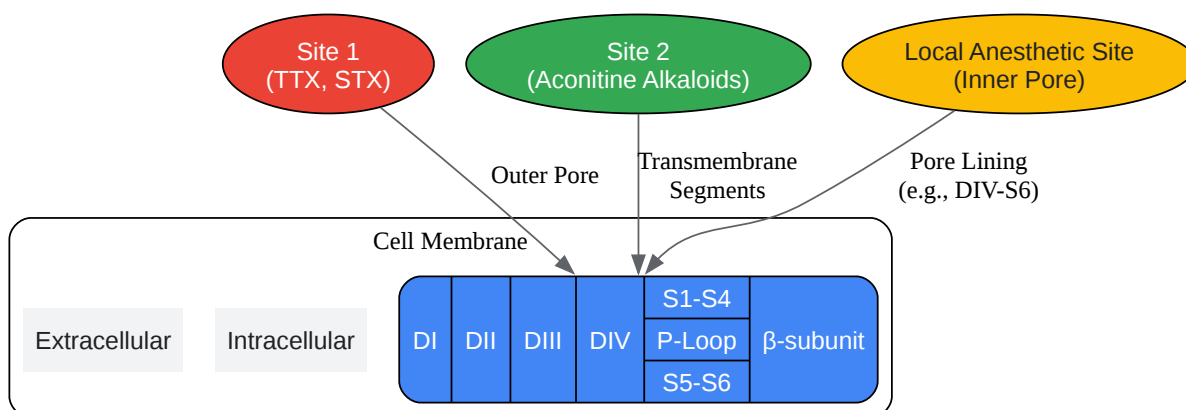 Site 1
(TTX, STX)
Site 2
(Aconitine Alkaloids)
Local Anesthetic Site
(Inner Pore)
Outer Pore
Transmembrane
Segments
Pore Lining
(e.g., DIV-S6)
Cell Membrane
Extracellular
Intracellular
DI
DII
DIII
DIV
S1-S4
P-Loop
S5-S6
β-subunit